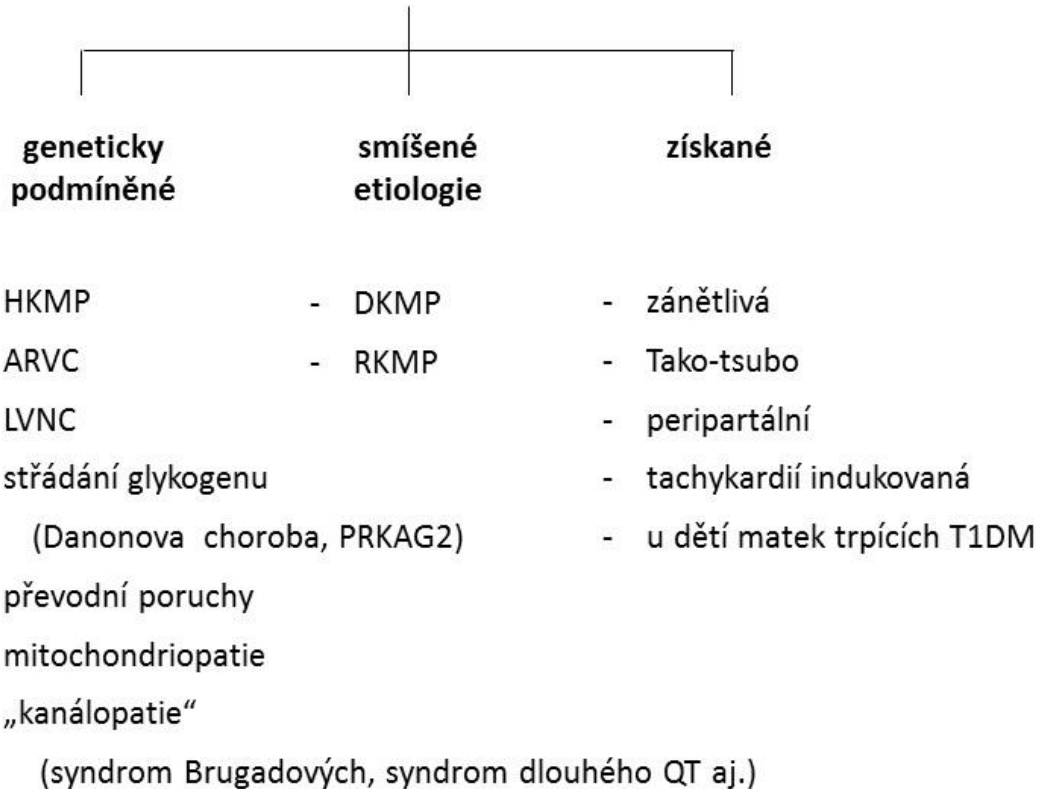 geneticky
podmíněné
smíšené
etiologie
získané
HKMP
ARVC
LVNC
střádání glykogenu
(Danonova choroba, PRKAG2)
převodní poruchy
mitochondriopatie
„kanálopatie“
(syndrom Brugadových, syndrom dlouhého QT aj.)
- DKMP
- RKMP
- zánětlivá
- Tako-tsubo
- peripartální
- tachykardií indukovaná
- u dětí matek trpících T1DM